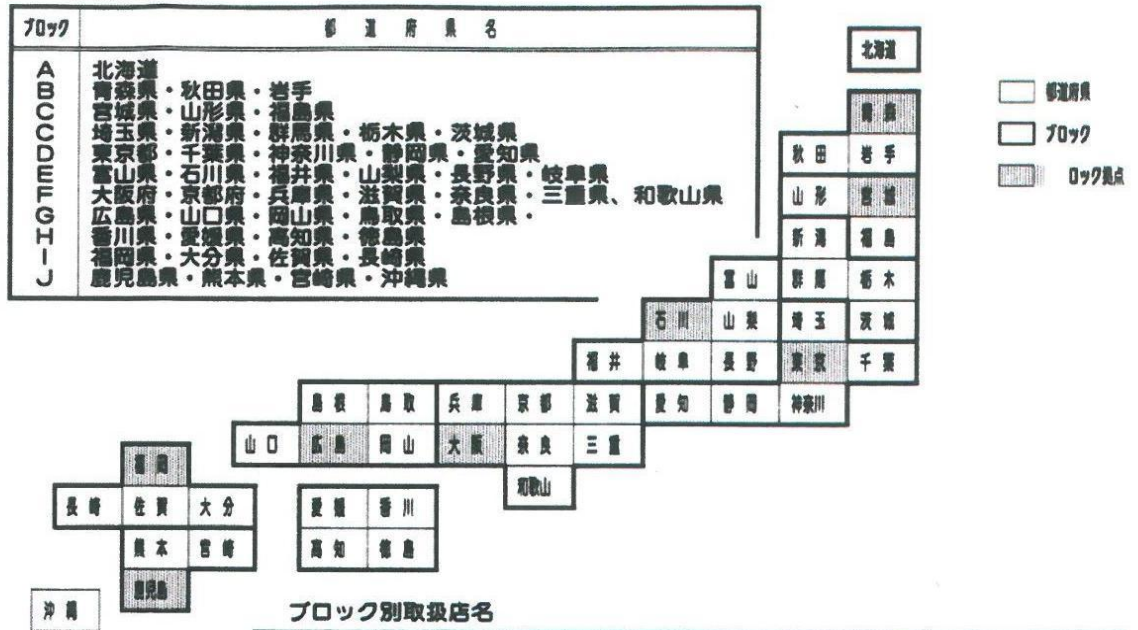 ブロック 都道府県名
A 北海道
B 青森県・秋田県・岩手
C 宮城県・山形県・福島県
C 埼玉県・新潟県・群馬県・栃木県・茨城県
D 東京都・千葉県・神奈川県・静岡県・愛知県
E 富山県・石川県・福井県・山梨県・長野県・岐阜県
F 大阪府・京都府・兵庫県・滋賀県・奈良県・三重県、和歌山県
G 広島県・山口県・岡山県・鳥取県・島根県・
H 香川県・愛媛県・高知県・徳島県
I 福岡県・大分県・佐賀県・長崎県
J 鹿児島県・熊本県・宮崎県・沖縄県
北海道
都道府県
ブロック
ロック拠点
青森
秋田 岩手
山形 宮城
新潟 福島
富山 群馬 栃木
石川 山梨 埼玉 茨城
福井 岐阜 長野 東京 千葉
島根 鳥取 兵庫 京都 滋賀 愛知 静岡 神奈川
山口 広島 岡山 大阪 奈良 三重
福岡 和歌山
長崎 佐賀 大分 愛媛 香川
熊本 宮崎 高知 徳島
鹿児島
沖縄
ブロック別取扱店名